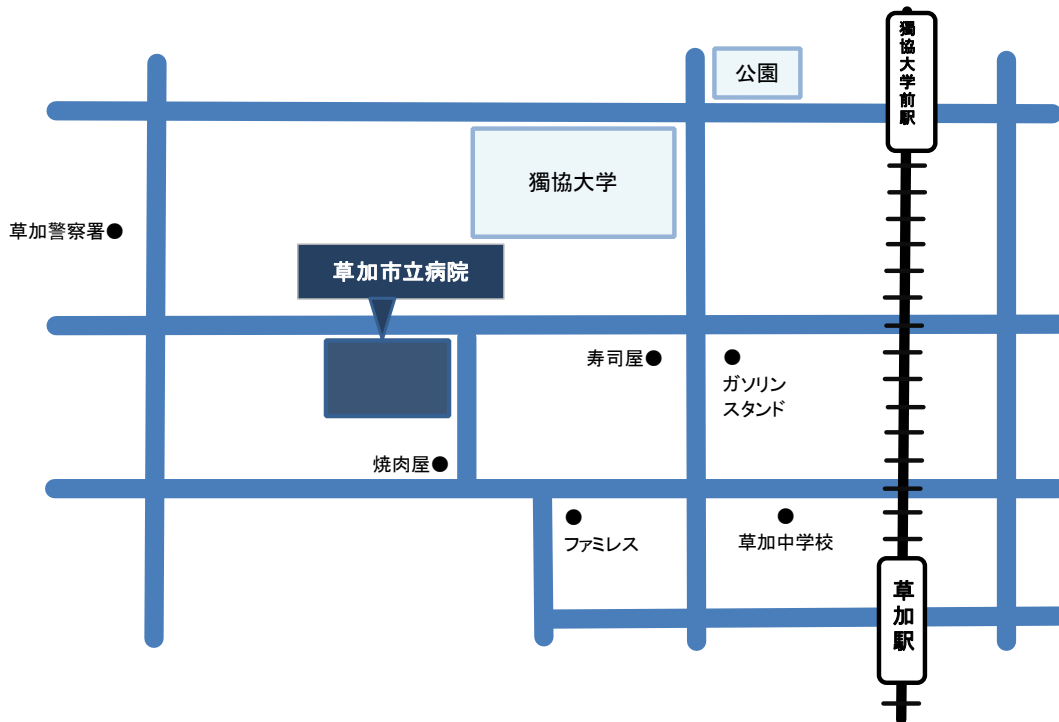 獨協大学前駅
公園
獨協大学
草加警察署
草加市立病院
寿司屋
ガソリン
スタンド
焼肉屋
ファミレス
草加中学校
草加駅